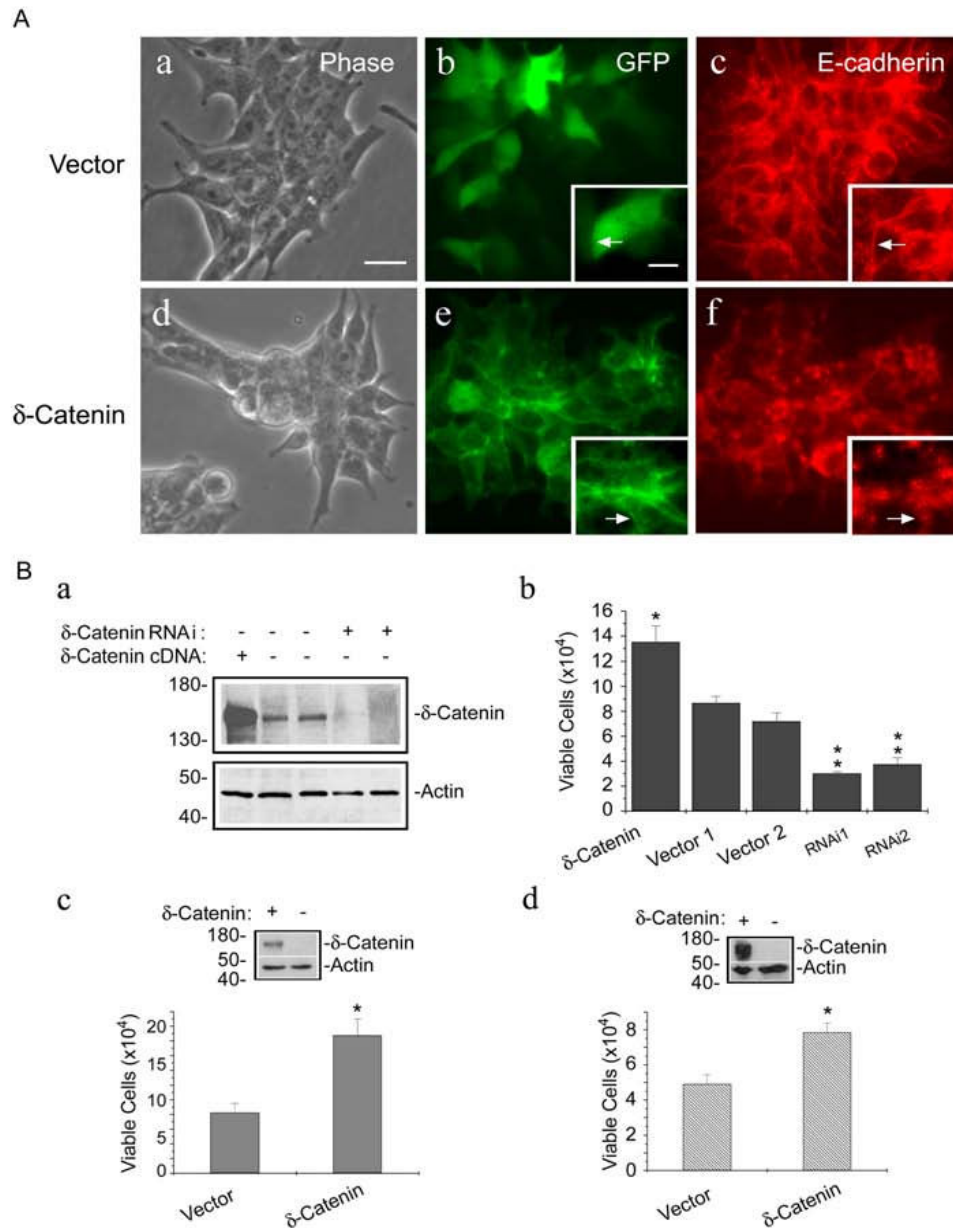 A
a Phase
b GFP
c E-cadherin
Vector
d
e
f
δ-Catenin
B
a
δ-Catenin RNAi : - - - + +
δ-Catenin cDNA: + - - - -
180-
-δ-Catenin
130-
50-
-Actin
40-
b
Viable Cells (x10⁴)
16
14
12
10
8
6
4
2
0
*
* *
* *
δ-Catenin
Vector 1
Vector 2
RNAi1
RNAi2
c
δ-Catenin: + -
180-
-δ-Catenin
50-
-Actin
40-
Viable Cells (x10⁴)
20
15
10
10
5
0
*
Vector
δ-Catenin
d
δ-Catenin: + -
180-
-δ-Catenin
50-
-Actin
40-
Viable Cells (x10⁴)
8
6
4
4
0
*
Vector
δ-Catenin